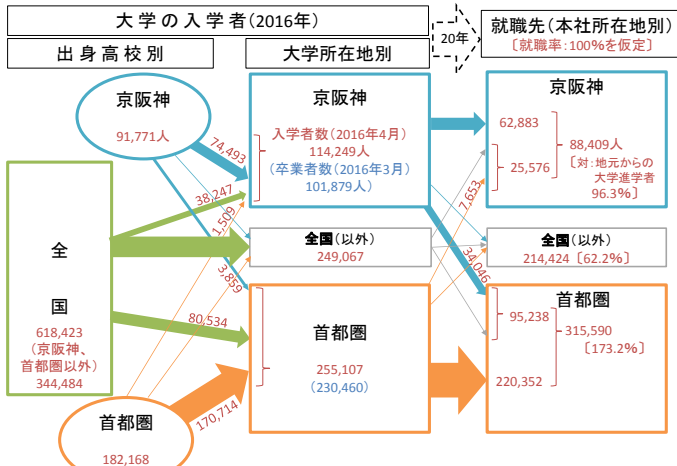 大学の入学者(2016年)
出身高校別
大学所在地別
20年
就職先(本社所在地別)
〔就職率:100%を仮定〕
京阪神
91,771人
74,493
38,247
1,509
3,859
80,534
170,714
全
国
618,423
(京阪神、
首都圏以外)
344,484
首都圏
182,168
京阪神
入学者数(2016年4月)
114,249人
(卒業者数(2016年3月)
101,879人)
全国(以外)
249,067
首都圏
255,107
(230,460)
7,653
34,046
京阪神
62,883
25,576
88,409人
〔対:地元からの
大学進学者
96.3%〕
全国(以外)
214,424〔62.2%〕
首都圏
95,238
315,590
〔173.2%〕
220,352